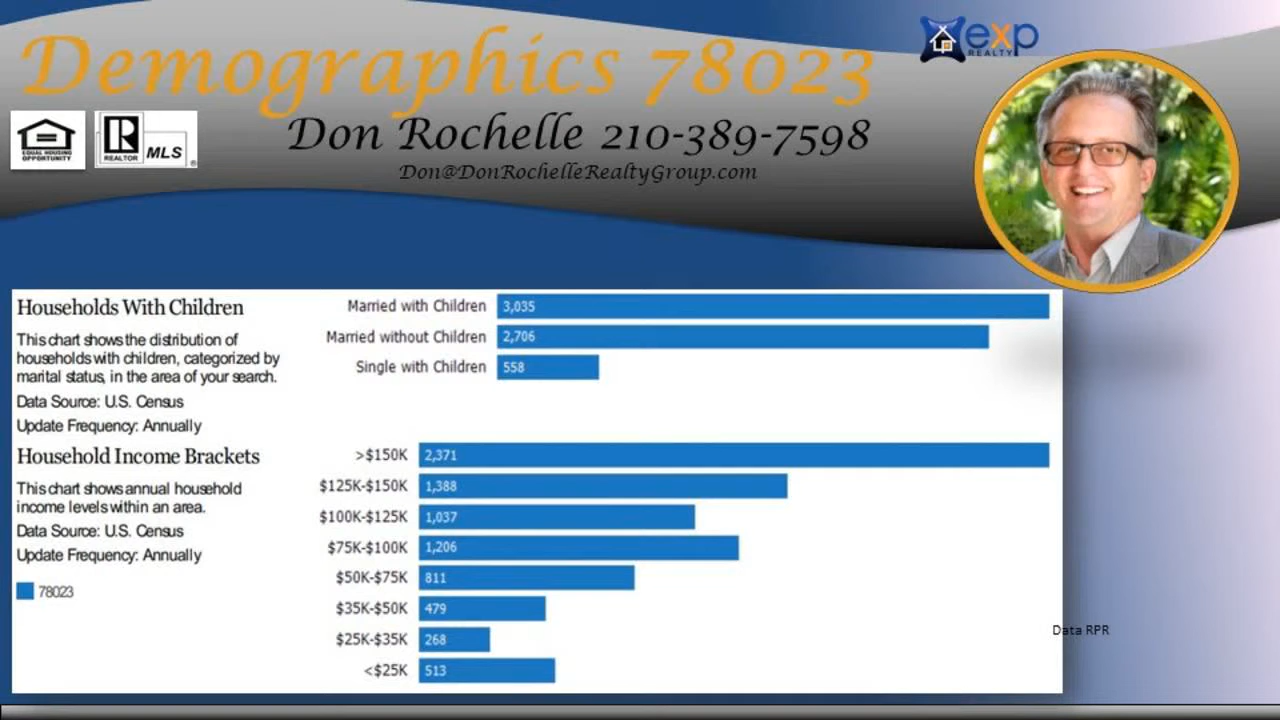 Demographics 78023
exp
REALTY
EQUAL HOUSING
OPPORTUNITY
R
REALTOR
MLS
®
Don Rochelle 210-389-7598
Don@DonRochelleRealtyGroup.com
Households With Children
This chart shows the distribution of
households with children, categorized by
marital status, in the area of your search.
Data Source: U.S. Census
Update Frequency: Annually
Married with Children 3,035
Married without Children 2,706
Single with Children 558
Household Income Brackets
This chart shows annual household
income levels within an area.
Data Source: U.S. Census
Update Frequency: Annually
78023
>$150K 2,371
$125K-$150K 1,388
$100K-$125K 1,037
$75K-$100K 1,206
$50K-$75K 811
$35K-$50K 479
$25K-$35K 268
<$25K 513
Data RPR